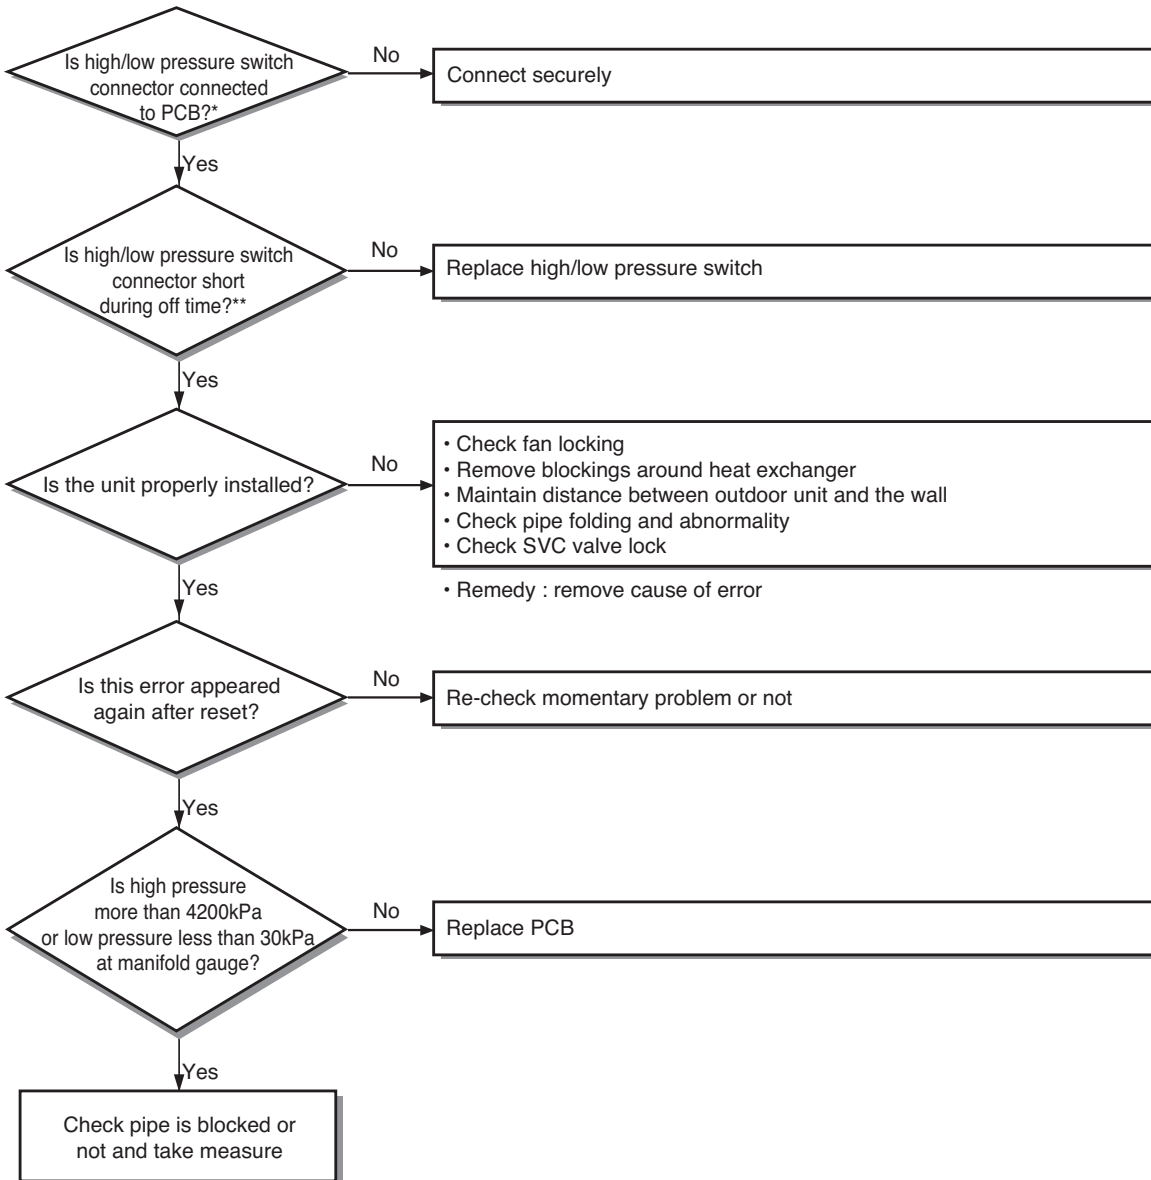 Is high/low pressure switch
connector connected
to PCB?*
No
Connect securely
Yes
Is high/low pressure switch
connector short
during off time?**
No
Replace high/low pressure switch
Yes
Is the unit properly installed?
No
• Check fan locking
• Remove blockings around heat exchanger
• Maintain distance between outdoor unit and the wall
• Check pipe folding and abnormality
• Check SVC valve lock
• Remedy : remove cause of error
Yes
Is this error appeared
again after reset?
No
Re-check momentary problem or not
Yes
Is high pressure
more than 4200kPa
or low pressure less than 30kPa
at manifold gauge?
No
Replace PCB
Yes
Check pipe is blocked or
not and take measure